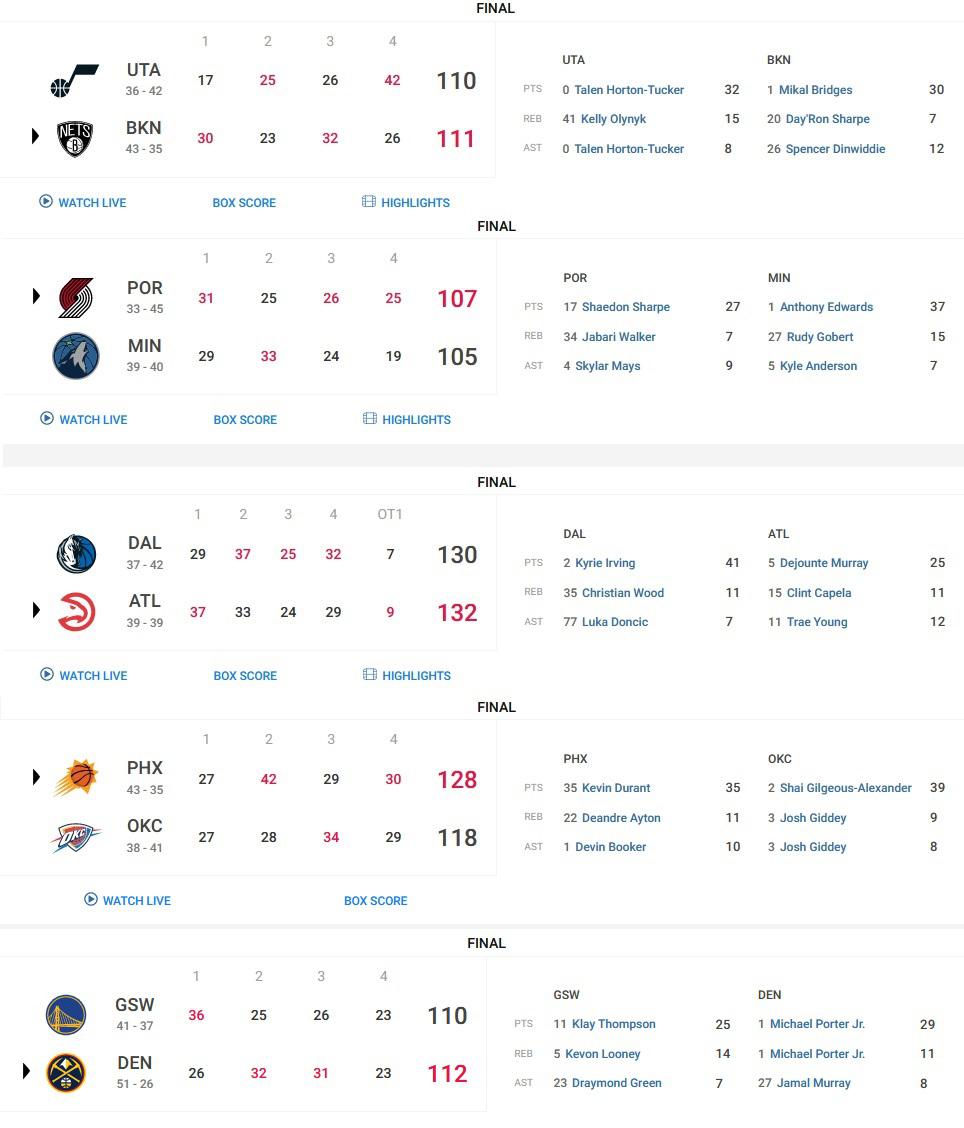 FINAL
1 2 3 4
UTA 17 25 26 42 110
36 - 42
BKN 30 23 32 26 111
43 - 35
NETS
B
UTA BKN
PTS 0 Talen Horton-Tucker 32 1 Mikal Bridges 30
REB 41 Kelly Olynyk 15 20 Day'Ron Sharpe 7
AST 0 Talen Horton-Tucker 8 26 Spencer Dinwiddie 12
WATCH LIVE BOX SCORE HIGHLIGHTS
FINAL
1 2 3 4
POR 31 25 26 25 107
33 - 45
MIN 29 33 24 19 105
39 - 40
POR MIN
PTS 17 Shaedon Sharpe 27 1 Anthony Edwards 37
REB 34 Jabari Walker 7 27 Rudy Gobert 15
AST 4 Skylar Mays 9 5 Kyle Anderson 7
WATCH LIVE BOX SCORE HIGHLIGHTS
FINAL
1 2 3 4 OT1
DAL 29 37 25 32 7 130
37 - 42
ATL 37 33 24 29 9 132
39 - 39
DAL ATL
PTS 2 Kyrie Irving 41 5 Dejounte Murray 25
REB 35 Christian Wood 11 15 Clint Capela 11
AST 77 Luka Doncic 7 11 Trae Young 12
WATCH LIVE BOX SCORE HIGHLIGHTS
FINAL
1 2 3 4
PHX 27 42 29 30 128
43 - 35
OKC 27 28 34 29 118
38 - 41
OKC
PHX OKC
PTS 35 Kevin Durant 35 2 Shai Gilgeous-Alexander 39
REB 22 Deandre Ayton 11 3 Josh Giddey 9
AST 1 Devin Booker 10 3 Josh Giddey 8
WATCH LIVE BOX SCORE
FINAL
1 2 3 4
GSW 36 25 26 23 110
41 - 37
DEN 26 32 31 23 112
51 - 26
GSW DEN
PTS 11 Klay Thompson 25 1 Michael Porter Jr. 29
REB 5 Kevon Looney 14 1 Michael Porter Jr. 11
AST 23 Draymond Green 7 27 Jamal Murray 8